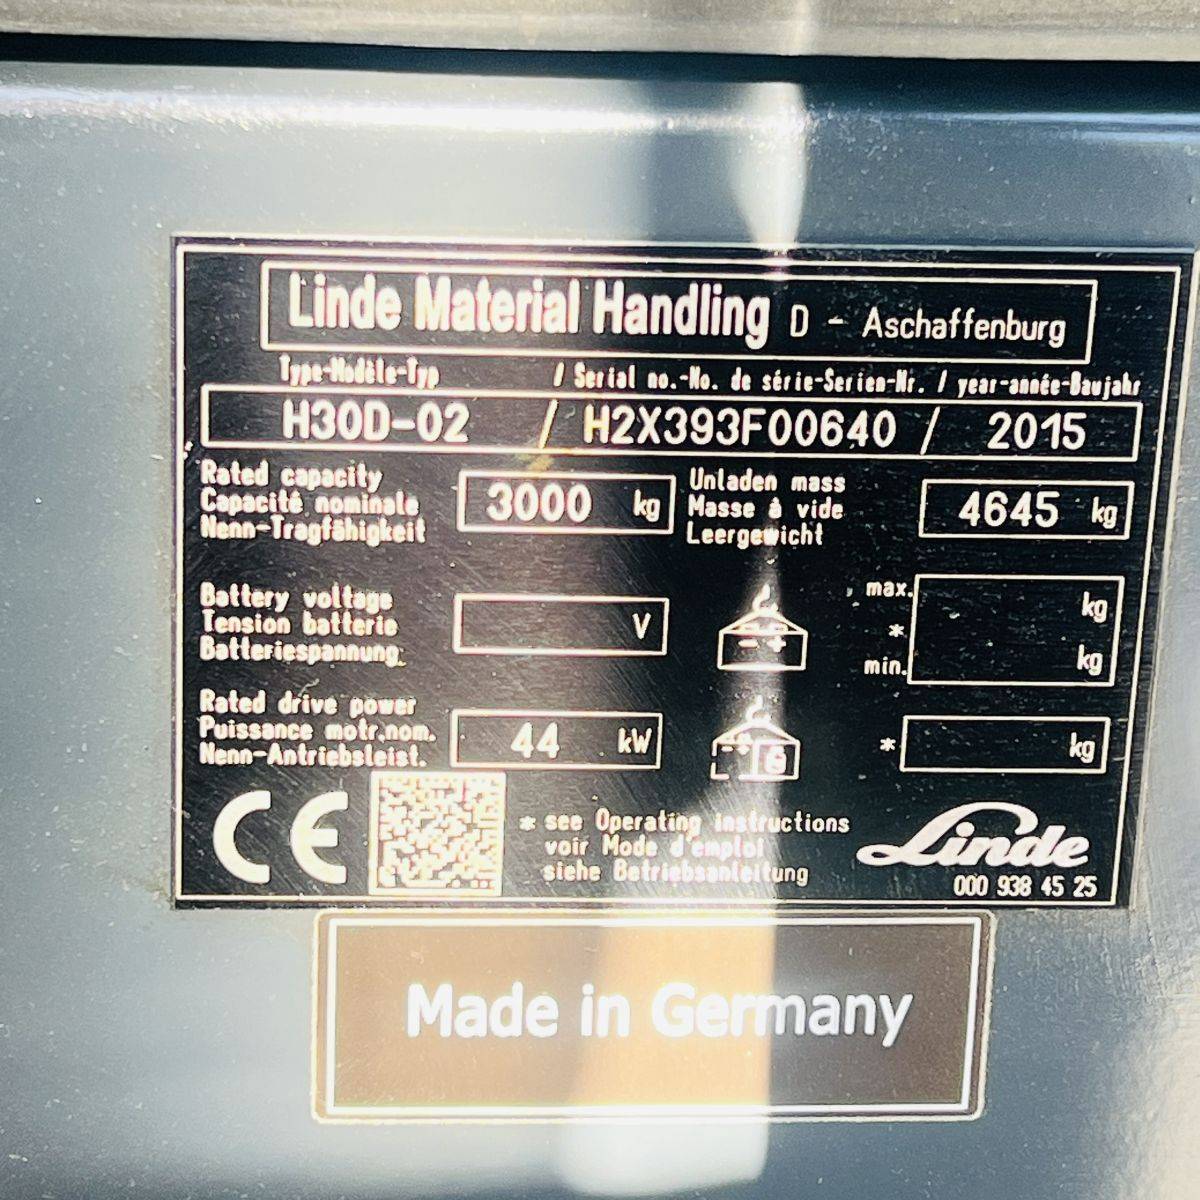 Linde Material Handling D - Aschaffenburg
Type-Modèle-Typ / Serial no.-No. de série-Serien-Nr. / year-année-Baujahr
H30D-02 / H2X393F00640 / 2015
Rated capacity
Capacité nominale
Nenn-Tragfähigkeit
3000 kg
Unladen mass
Masse à vide
Leergewicht
4645 kg
Battery voltage
Tension batterie
Batteriespannung
V
max. kg
*
min. kg
Rated drive power
Puissance motr.nom.
Nenn-Antriebsleist.
44 kW
* kg
CE
* see Operating instructions
voir Mode d'emploi
siehe Betriebsanleitung
Linde
000 938 45 25
Made in Germany